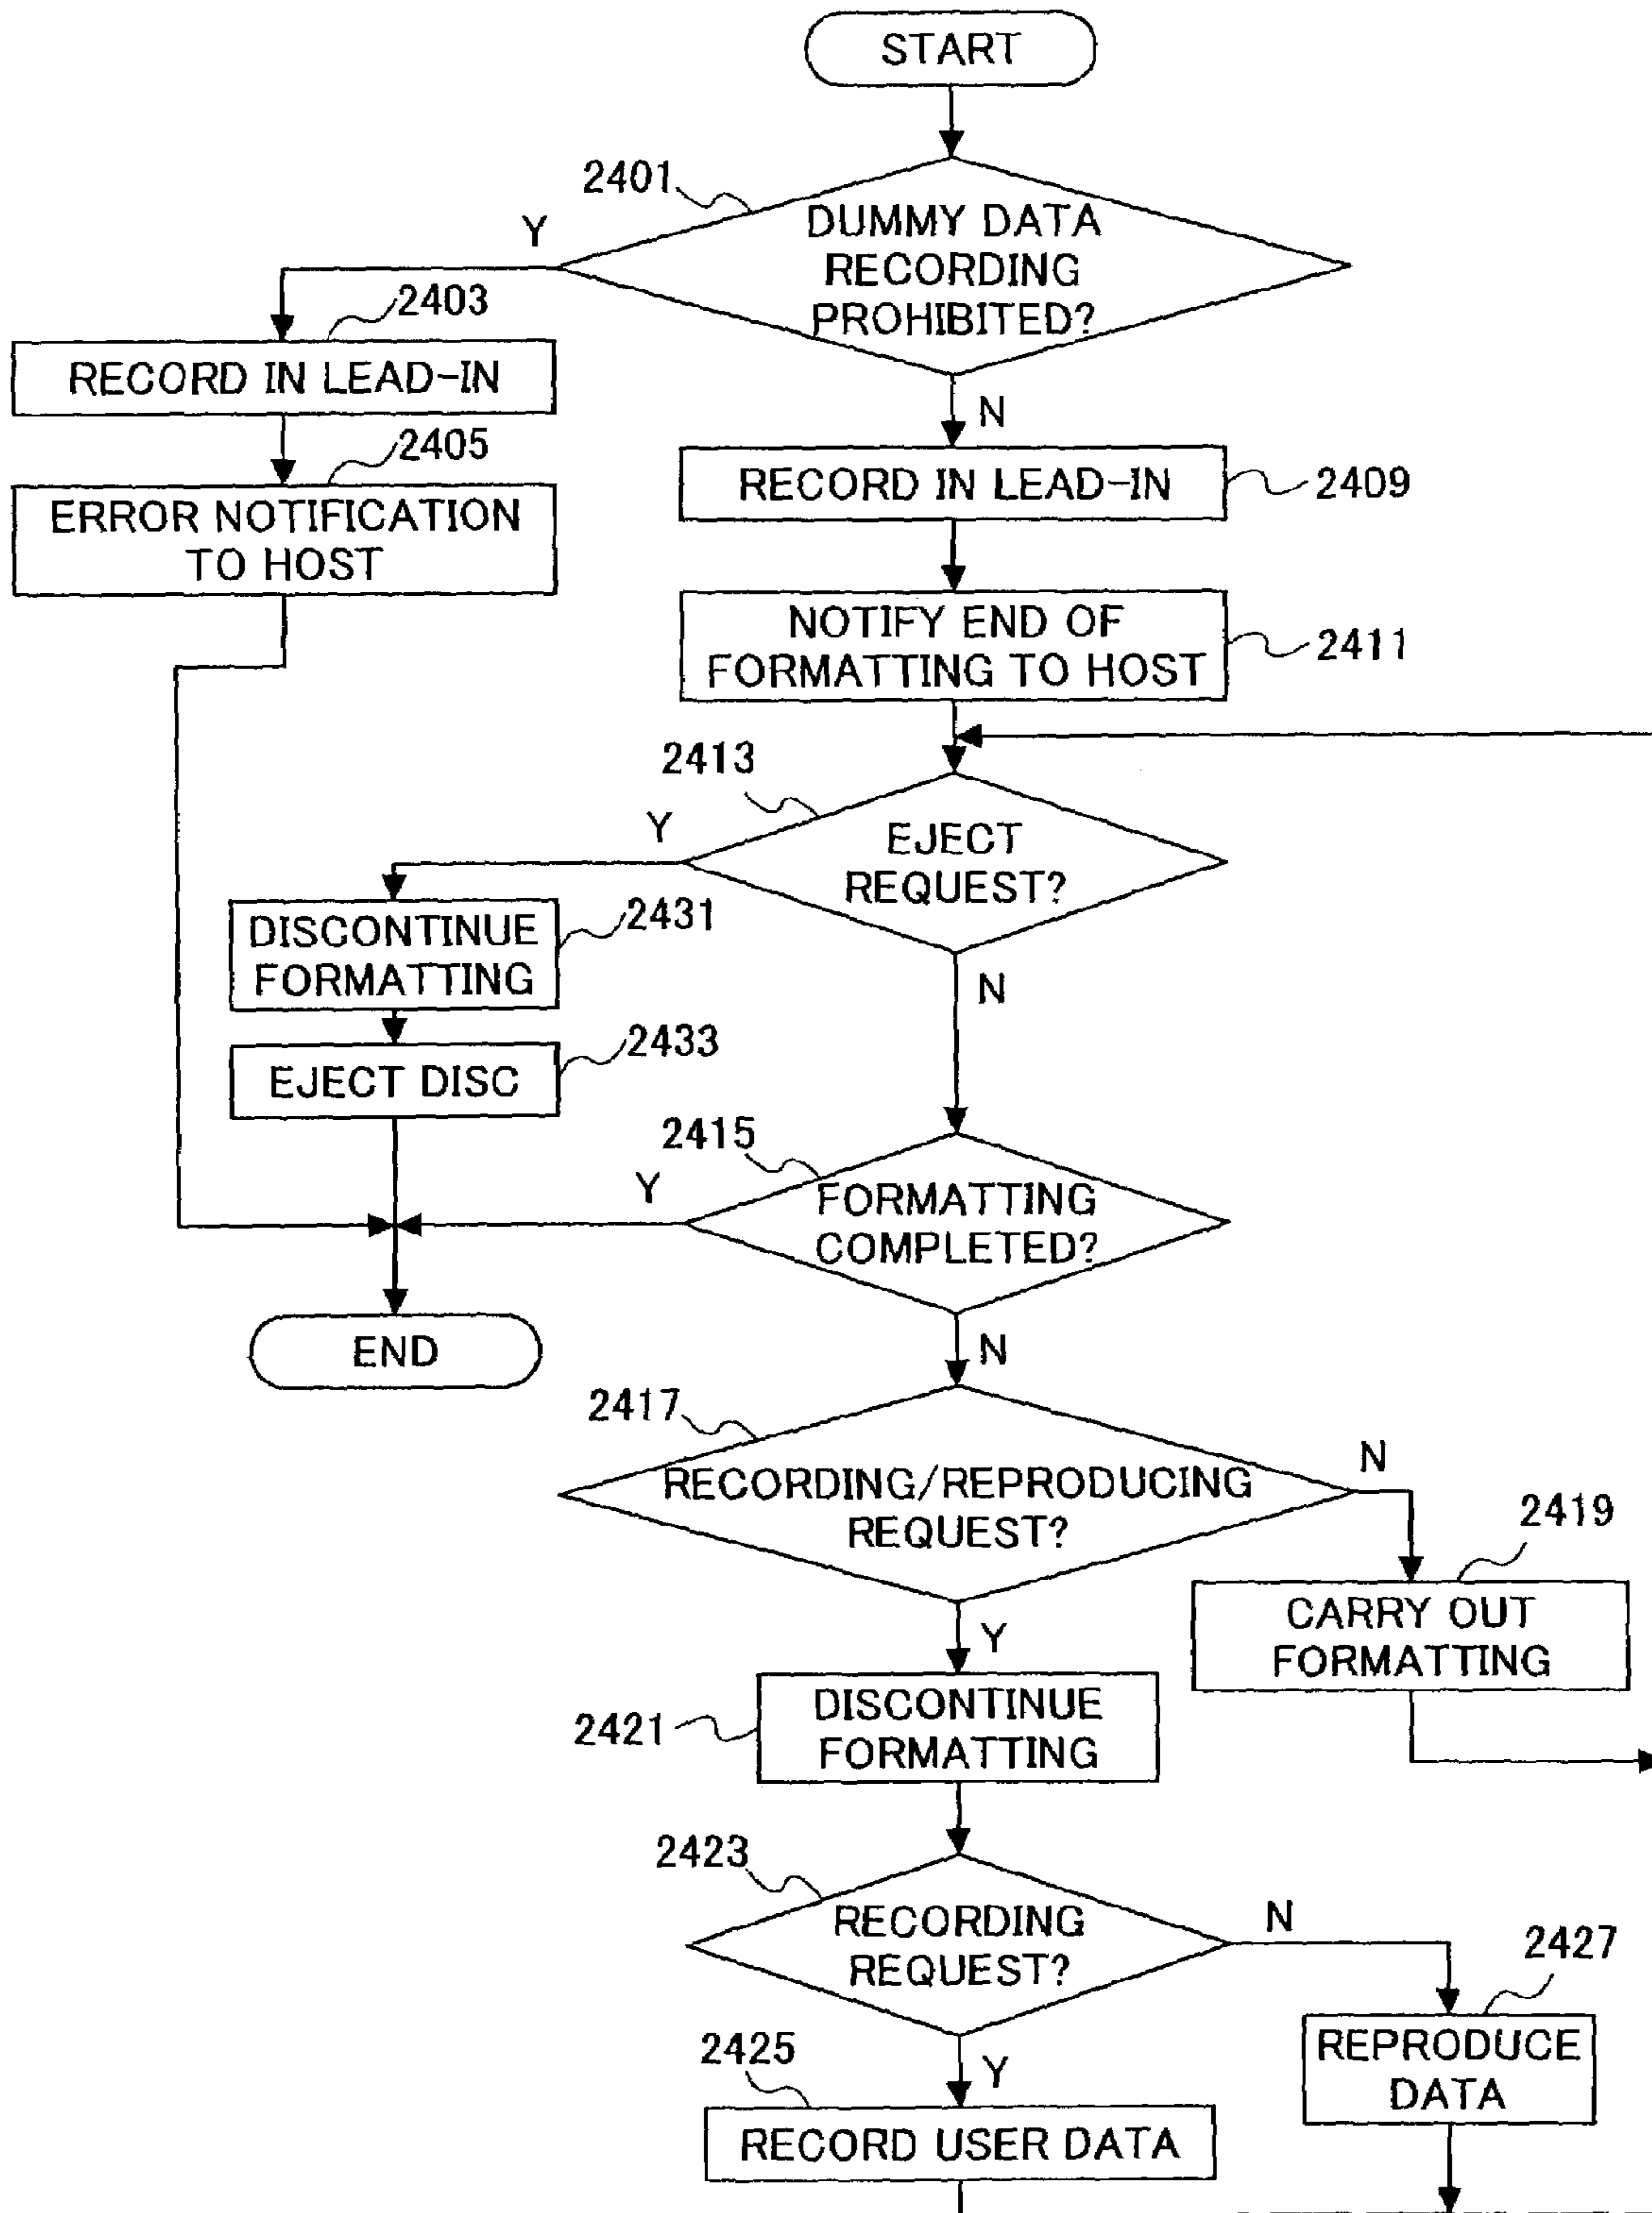 START
2401
DUMMY DATA
RECORDING
PROHIBITED?
Y
N
2403
RECORD IN LEAD-IN
2405
ERROR NOTIFICATION
TO HOST
RECORD IN LEAD-IN
2409
NOTIFY END OF
FORMATTING TO HOST
2411
2413
EJECT
REQUEST?
Y
N
DISCONTINUE
FORMATTING
2431
EJECT DISC
2433
2415
FORMATTING
COMPLETED?
Y
N
END
2417
RECORDING/REPRODUCING
REQUEST?
N
Y
2419
CARRY OUT
FORMATTING
2421
DISCONTINUE
FORMATTING
2423
RECORDING
REQUEST?
N
Y
2427
REPRODUCE
DATA
2425
RECORD USER DATA